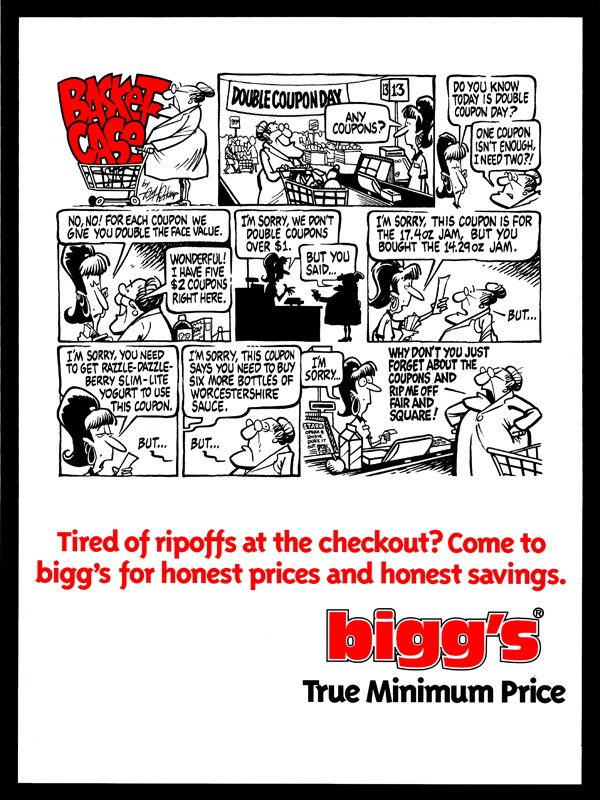 BASKET-
CASE
by
DOUBLE COUPON DAY
13
13
ANY
COUPONS?
DO YOU KNOW
TODAY IS DOUBLE
COUPON DAY?
ONE COUPON
ISN'T ENOUGH,
I NEED TWO?!
NO, NO! FOR EACH COUPON WE
GIVE YOU DOUBLE THE FACE VALUE.
WONDERFUL!
I HAVE FIVE
$2 COUPONS
RIGHT HERE.
I'M SORRY, WE DON'T
DOUBLE COUPONS
OVER $1.
BUT YOU
SAID...
I'M SORRY, THIS COUPON IS FOR
THE 17.4oz JAM, BUT YOU
BOUGHT THE 14.29oz JAM.
BUT...
I'M SORRY, YOU NEED
TO GET RAZZLE-DAZZLE-
BERRY SLIM-LITE
YOGURT TO USE
THIS COUPON.
BUT...
I'M SORRY, THIS COUPON
SAYS YOU NEED TO BUY
SIX MORE BOTTLES OF
WORCESTERSHIRE
SAUCE.
BUT...
I'M
SORRY...
WHY DON'T YOU JUST
FORGET ABOUT THE
COUPONS AND
RIP ME OFF
FAIR AND
SQUARE!
Tired of ripoffs at the checkout? Come to
bigg's for honest prices and honest savings.
bigg's®
True Minimum Price